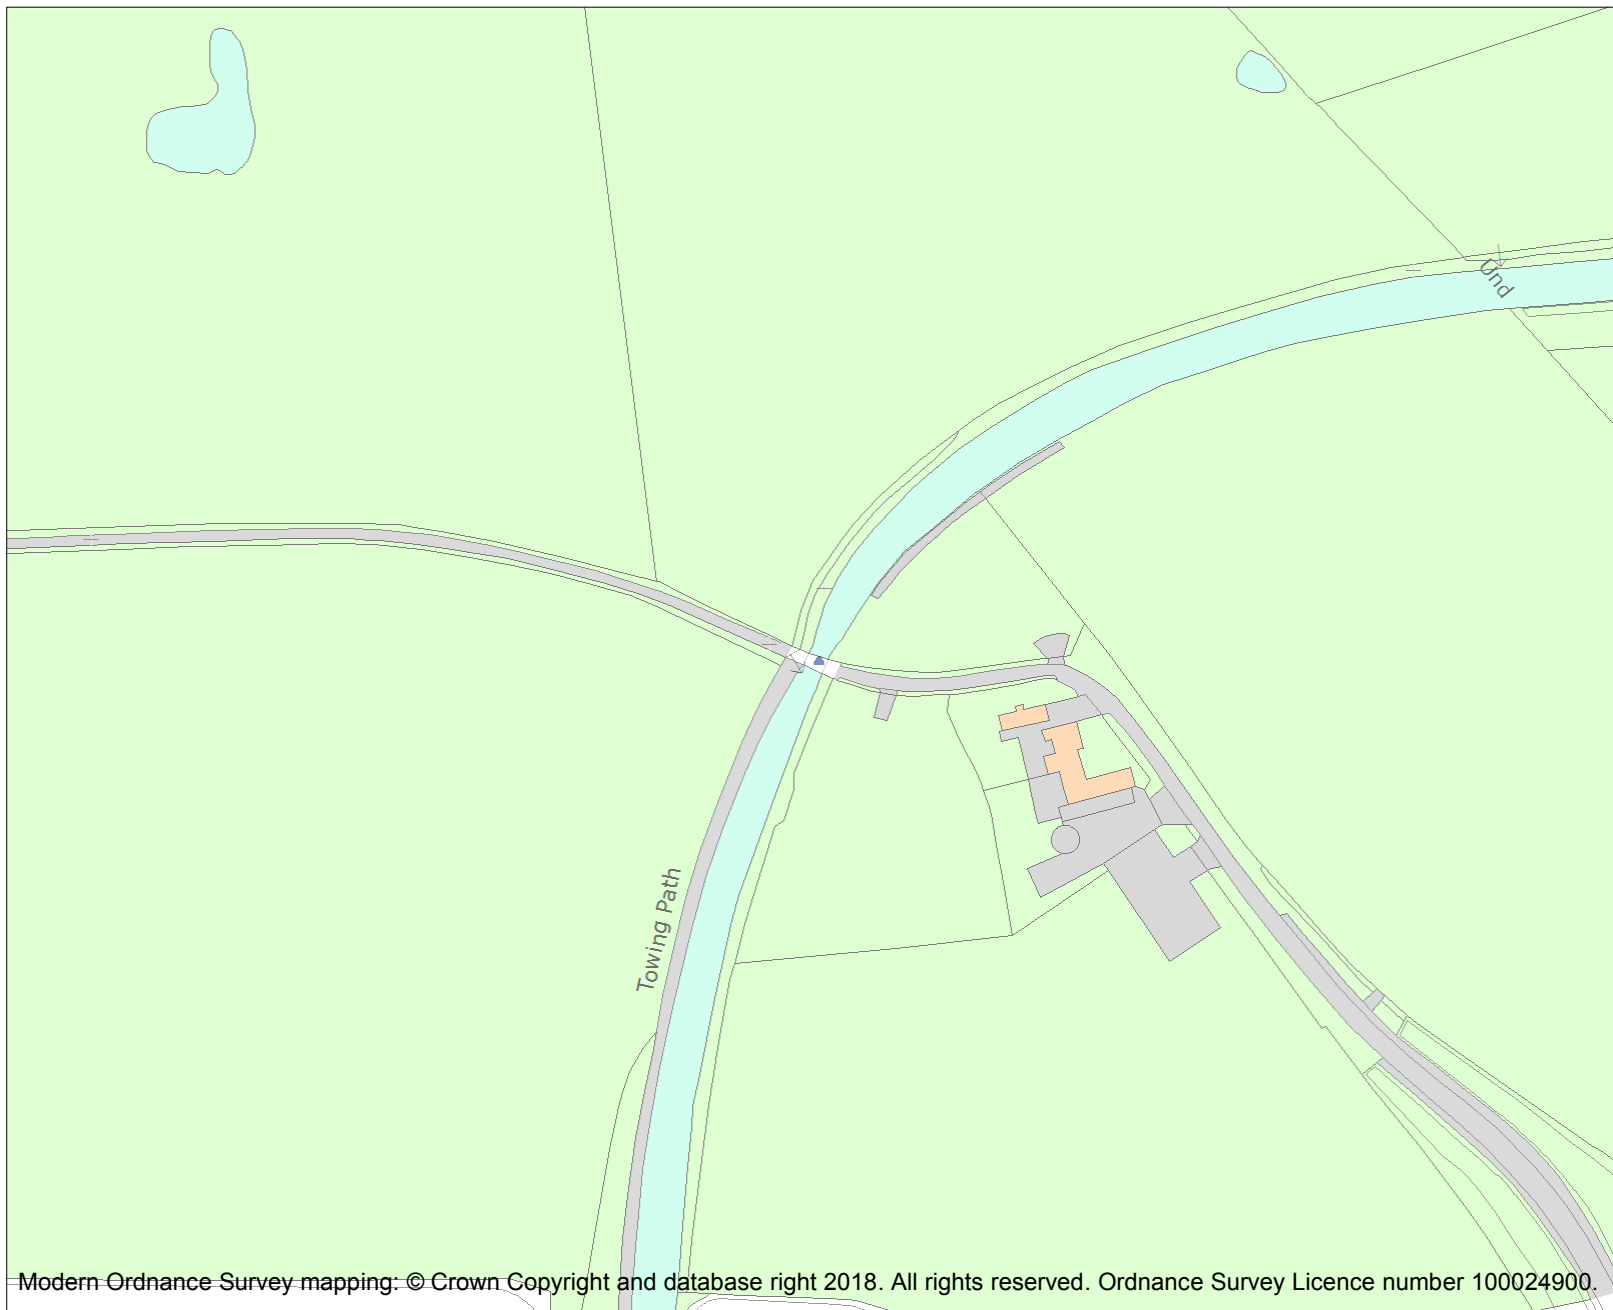 Und
Towing Path
Modern Ordnance Survey mapping: © Crown Copyright and database right 2018. All rights reserved. Ordnance Survey Licence number 100024900.